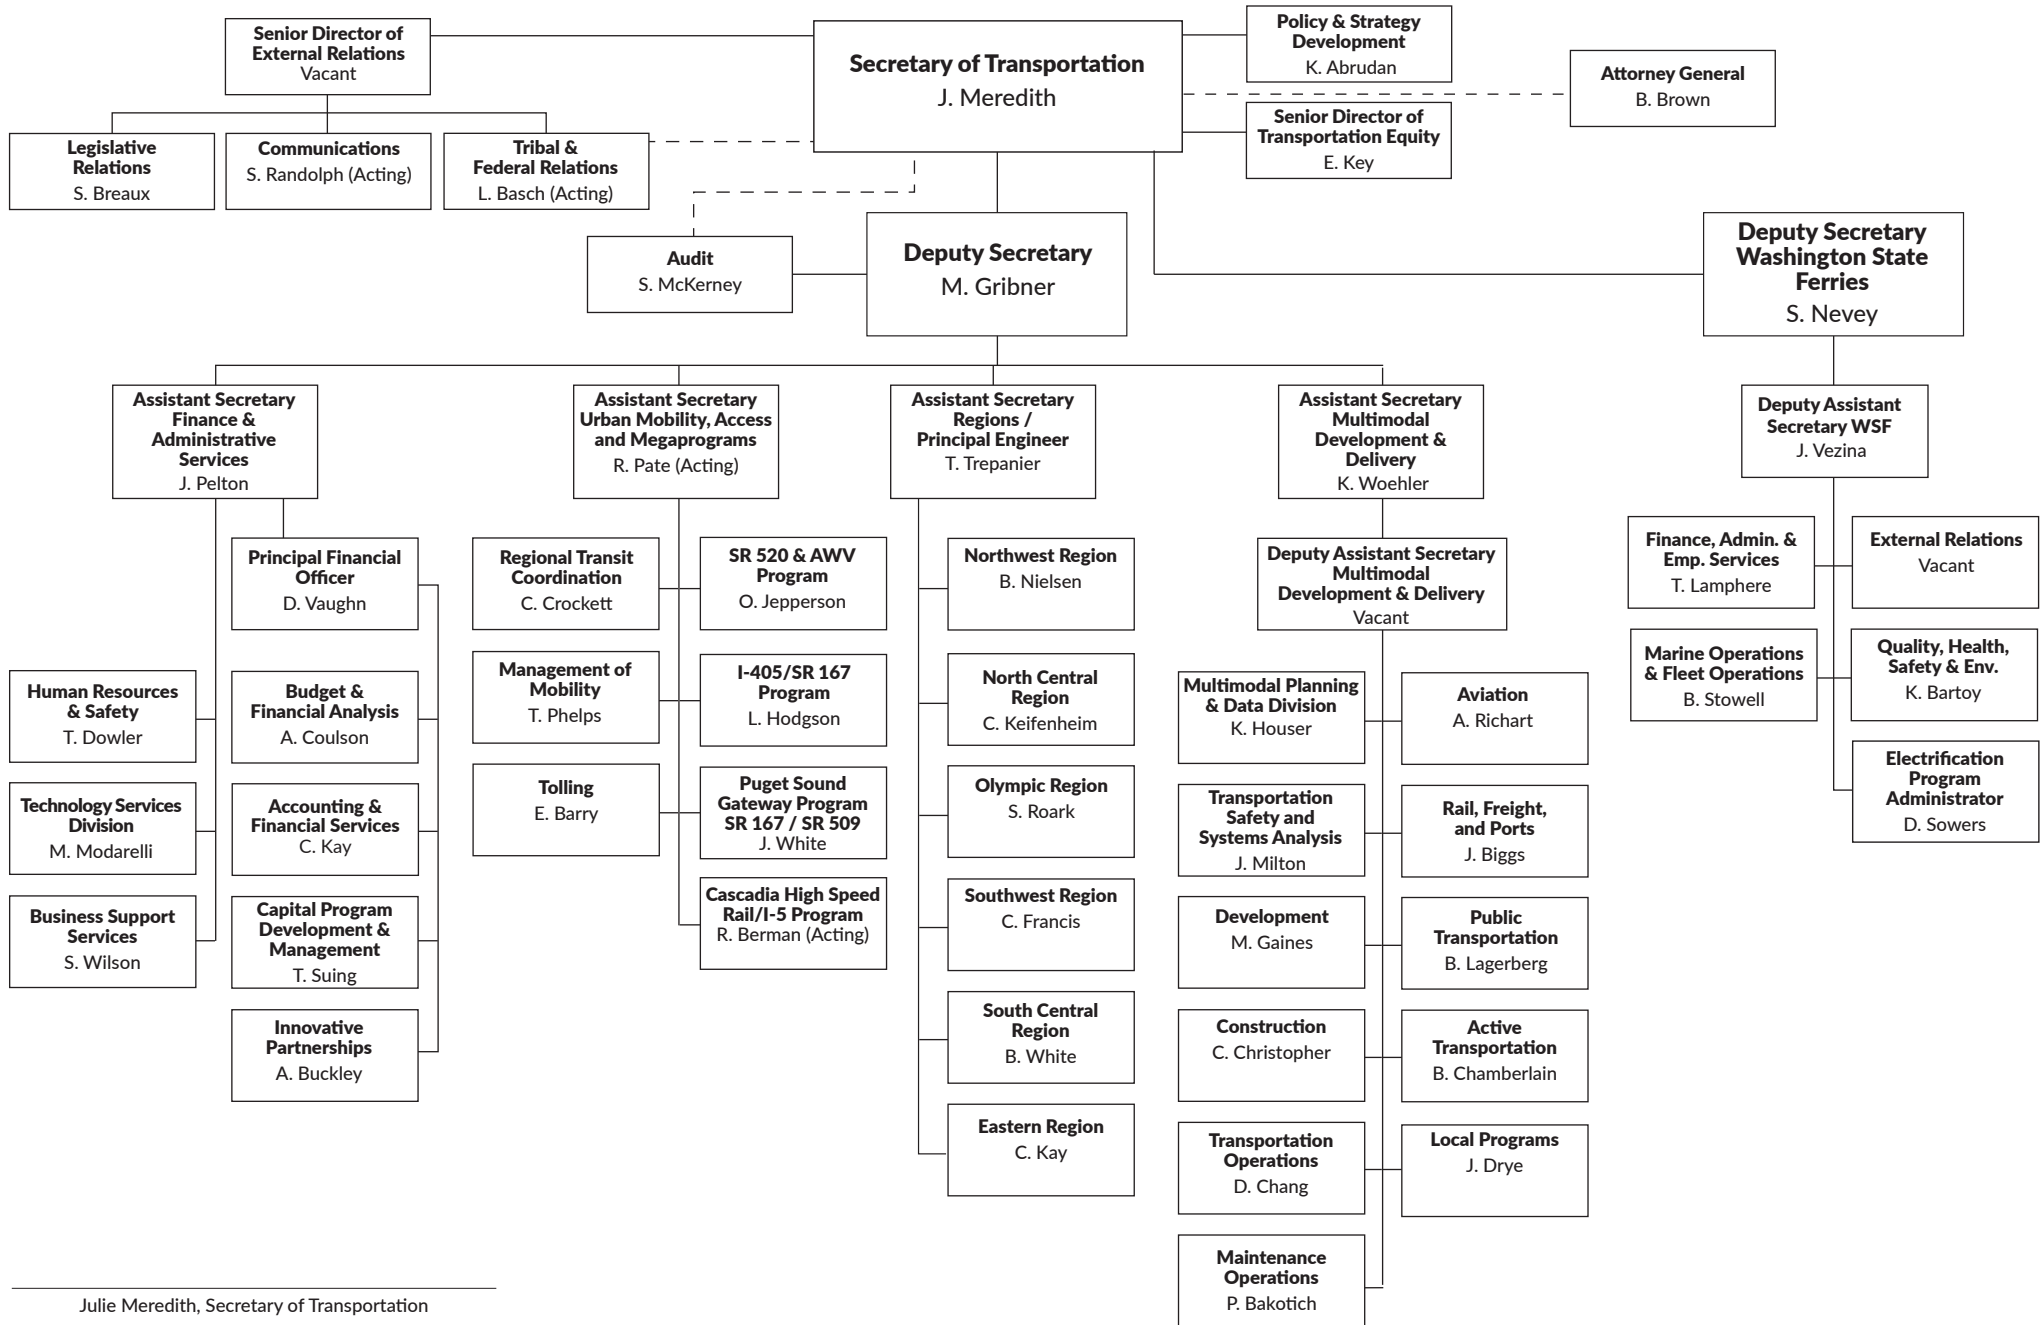 Senior Director of
External Relations
Vacant
Secretary of Transportation
J. Meredith
Policy & Strategy
Development
K. Abrudan
Attorney General
B. Brown
Senior Director of
Transportation Equity
E. Key
Legislative
Relations
S. Breaux
Communications
S. Randolph (Acting)
Tribal &
Federal Relations
L. Basch (Acting)
Audit
S. McKerney
Deputy Secretary
M. Gribner
Deputy Secretary
Washington State
Ferries
S. Nevey
Assistant Secretary
Finance &
Administrative
Services
J. Pelton
Assistant Secretary
Urban Mobility, Access
and Megaprograms
R. Pate (Acting)
Assistant Secretary
Regions /
Principal Engineer
T. Trepanier
Assistant Secretary
Multimodal
Development &
Delivery
K. Woehler
Deputy Assistant
Secretary WSF
J. Vezina
Principal Financial
Officer
D. Vaughn
Human Resources
& Safety
T. Dowler
Budget &
Financial Analysis
A. Coulson
Technology Services
Division
M. Modarelli
Accounting &
Financial Services
C. Kay
Business Support
Services
S. Wilson
Capital Program
Development &
Management
T. Suing
Innovative
Partnerships
A. Buckley
Regional Transit
Coordination
C. Crockett
SR 520 & AWV
Program
O. Jepperson
Management of
Mobility
T. Phelps
I-405/SR 167
Program
L. Hodgson
Tolling
E. Barry
Puget Sound
Gateway Program
SR 167 / SR 509
J. White
Cascadia High Speed
Rail/I-5 Program
R. Berman (Acting)
Northwest Region
B. Nielsen
North Central
Region
C. Keifenheim
Olympic Region
S. Roark
Southwest Region
C. Francis
South Central
Region
B. White
Eastern Region
C. Kay
Deputy Assistant Secretary
Multimodal
Development & Delivery
Vacant
Multimodal Planning
& Data Division
K. Houser
Aviation
A. Richart
Transportation
Safety and
Systems Analysis
J. Milton
Rail, Freight,
and Ports
J. Biggs
Development
M. Gaines
Public
Transportation
B. Lagerberg
Construction
C. Christopher
Active
Transportation
B. Chamberlain
Transportation
Operations
D. Chang
Local Programs
J. Drye
Maintenance
Operations
P. Bakotich
Finance, Admin. &
Emp. Services
T. Lamphere
External Relations
Vacant
Marine Operations
& Fleet Operations
B. Stowell
Quality, Health,
Safety & Env.
K. Bartoy
Electrification
Program
Administrator
D. Sowers
Julie Meredith, Secretary of Transportation